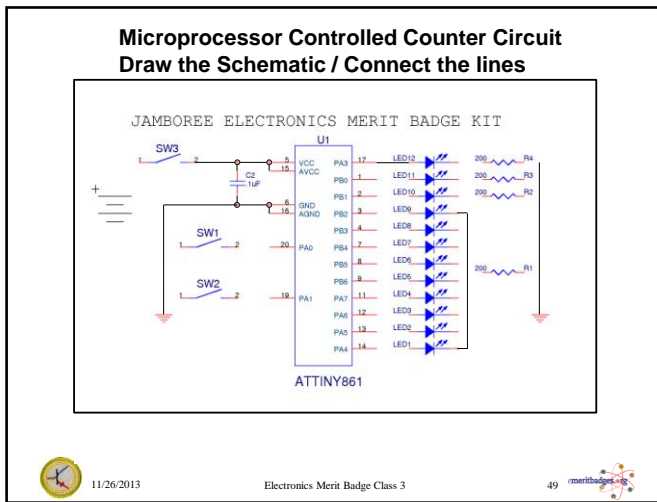 Microprocessor Controlled Counter Circuit
Draw the Schematic / Connect the lines
JAMBOREE ELECTRONICS MERIT BADGE KIT
U1
SW3
1 2
5 VCC
15 AVCC
C2
.1uF
6 GND
16 AGND
+
SW1
1 2
20 PA0
SW2
1 2
19 PA1
PA3 17 LED12 200 R4
PB0 1 LED11 200 R3
PB1 2 LED10 200 R2
PB2 3 LED9
PB3 4 LED8
PB4 7 LED7
PB5 8 LED6 200 R1
PB6 9 LED5
PA7 11 LED4
PA6 12 LED3
PA5 13 LED2
PA4 14 LED1
ATTINY861
11/26/2013 Electronics Merit Badge Class 3 49 emeritbadges.org